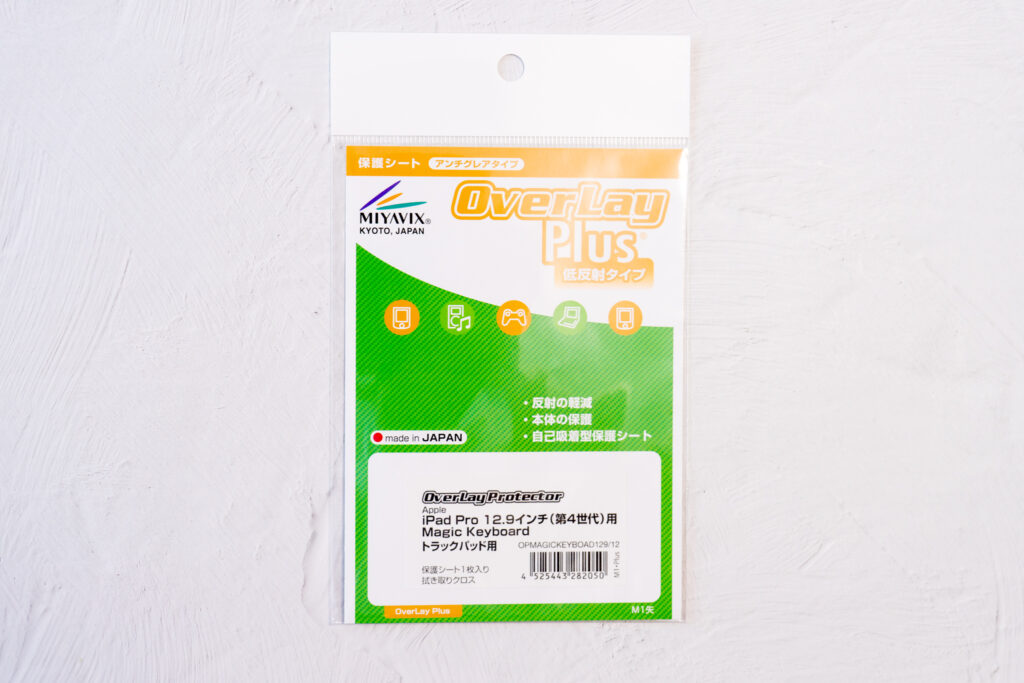 保護シート アンチグレアタイプ
MIYAVIX®
KYOTO, JAPAN
OverLay
Plus®
低反射タイプ
・反射の軽減
・本体の保護
・自己吸着型保護シート
made in JAPAN
OverLay Protector
Apple
iPad Pro 12.9インチ(第4世代)用
Magic Keyboard
トラックパッド用
OPMAGICKEYBOAD129/12
保護シート1枚入り
拭き取りクロス
4 525443 282050
M1-Plus
OverLay Plus
M1矢